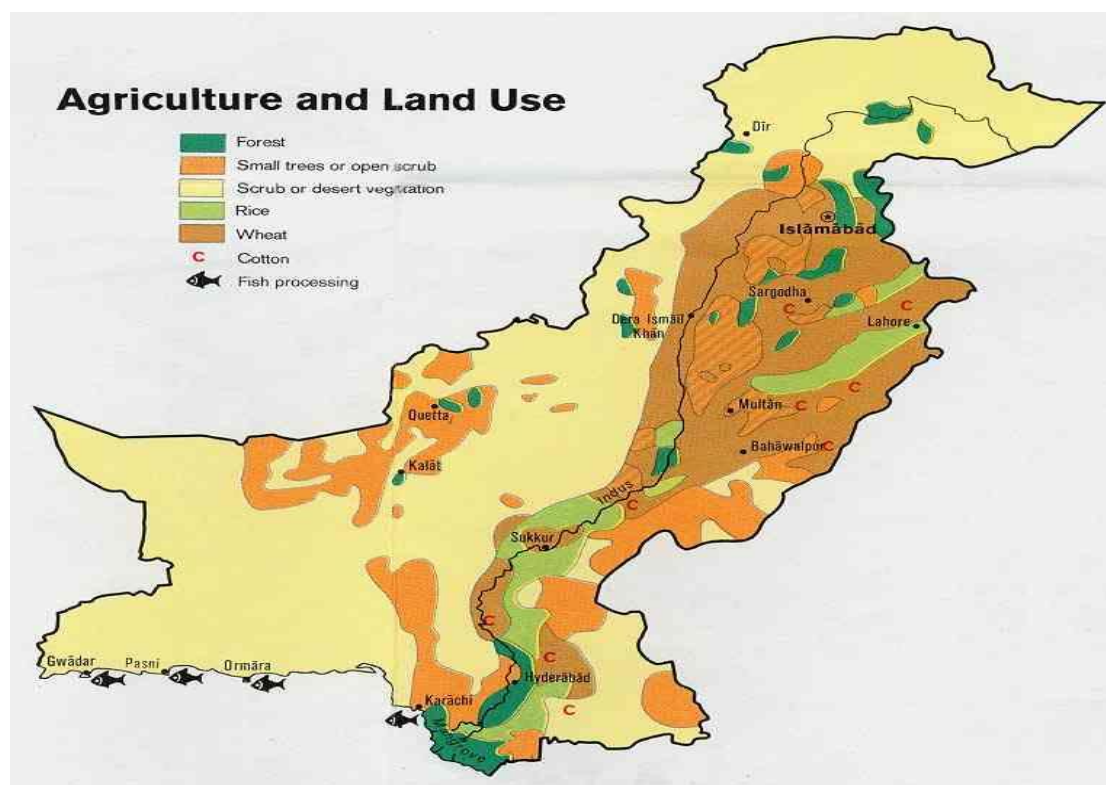 Agriculture and Land Use
Forest
Small trees or open scrub
Scrub or desert vegetation
Rice
Wheat
C Cotton
Fish processing
Dīr
Islāmābād
Sargodha
C
C
Lahore
Dera Ismāīl
Khān
C
Multān
C
Quetta
Bahāwalpur
C
Kalāt
Indus
C
Sukkur
C
C
Gwādar
Pasni
Ormāra
Hyderābād
Karāchi
C
Mangrove